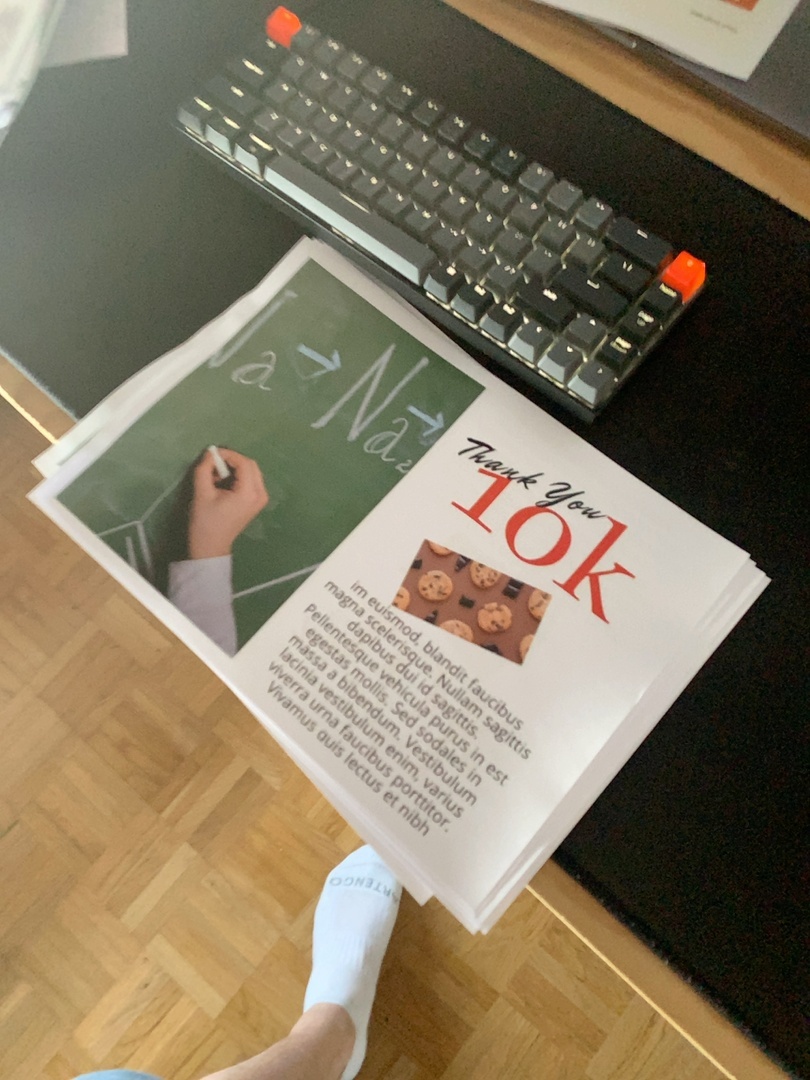 Na → Na₂ →
Thank You
10k
im euismod, blandit faucibus
magna scelerisque. Nullam sagittis
dapibus dui id sagittis.
Pellentesque vehicula purus in est
egestas mollis. Sed sodales in
massa a bibendum. Vestibulum
lacinia vestibulum enim, varius
viverra urna faucibus porttitor.
Vivamus quis lectus et nibh
ARTENGO